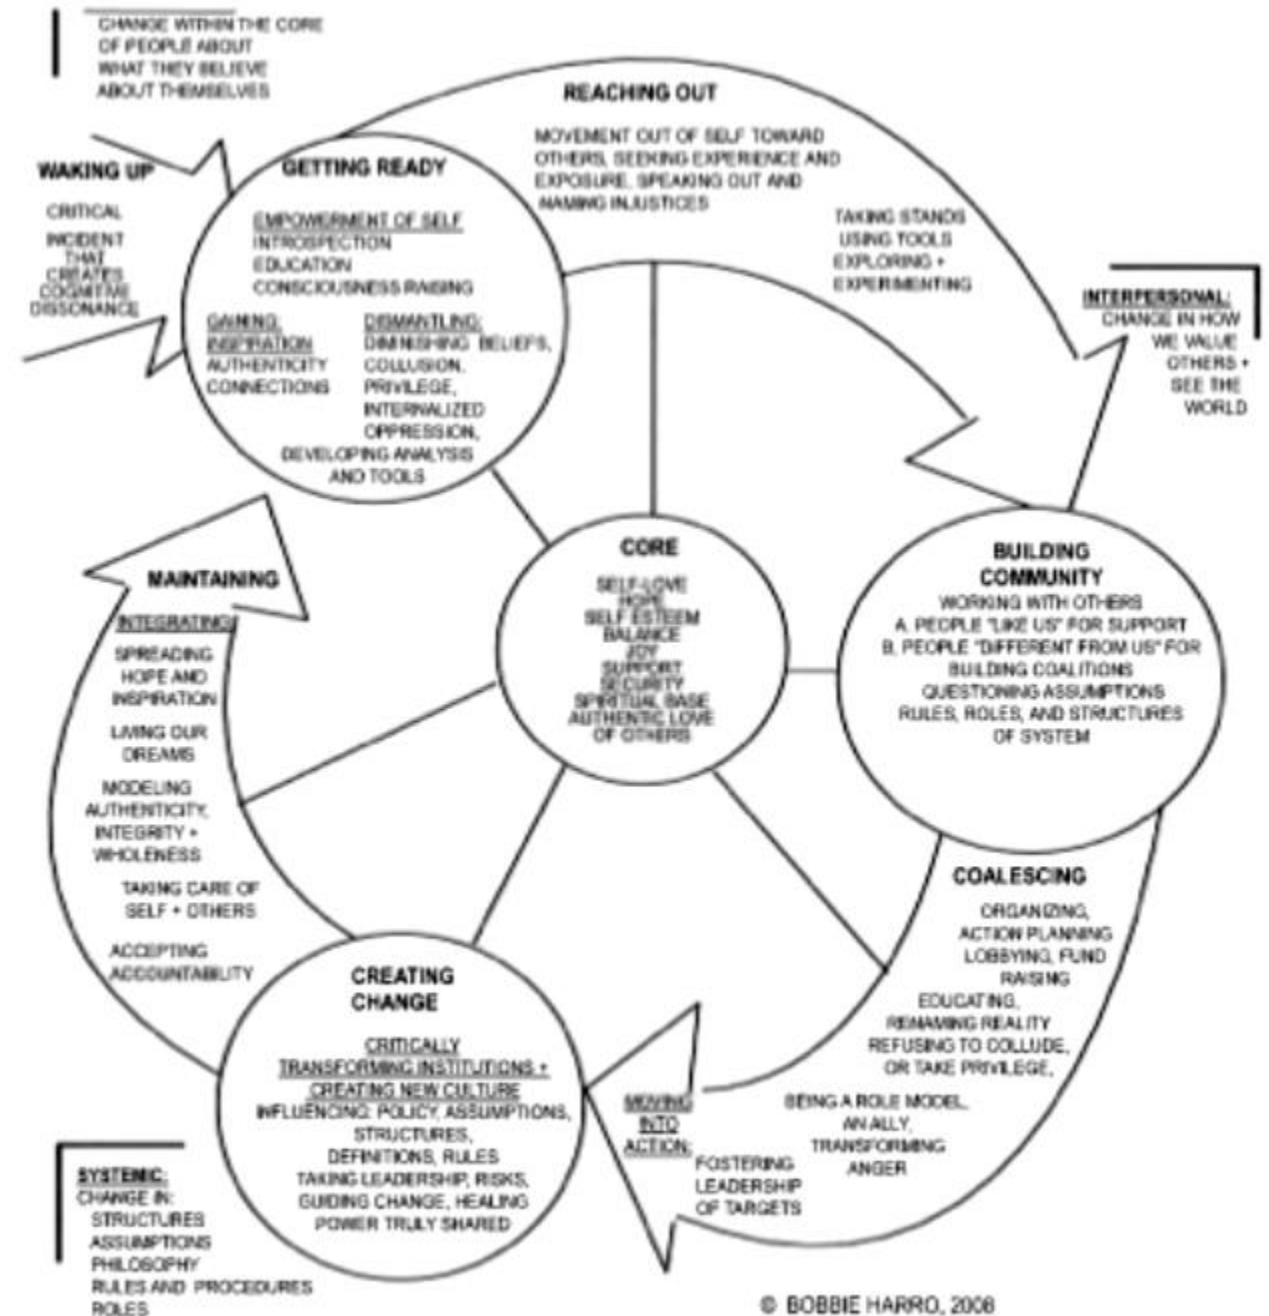 CHANGE WITHIN THE CORE
OF PEOPLE ABOUT
WHAT THEY BELIEVE
ABOUT THEMSELVES
WAKING UP
CRITICAL
INCIDENT
THAT
CREATES
COGNITIVE
DISSONANCE
GETTING READY
EMPOWERMENT OF SELF
INTROSPECTION
EDUCATION
CONSCIOUSNESS RAISING
GAINING:
INSPIRATION
AUTHENTICITY
CONNECTIONS
DISMANTLING:
DIMINISHING BELIEFS,
COLLUSION,
PRIVILEGE,
INTERNALIZED
OPPRESSION,
DEVELOPING ANALYSIS
AND TOOLS
REACHING OUT
MOVEMENT OUT OF SELF TOWARD
OTHERS, SEEKING EXPERIENCE AND
EXPOSURE, SPEAKING OUT AND
NAMING INJUSTICES
TAKING STANDS
USING TOOLS
EXPLORING +
EXPERIMENTING
INTERPERSONAL:
CHANGE IN HOW
WE VALUE
OTHERS +
SEE THE
WORLD
BUILDING
COMMUNITY
WORKING WITH OTHERS
A. PEOPLE "LIKE US" FOR SUPPORT
B. PEOPLE "DIFFERENT FROM US" FOR
BUILDING COALITIONS
QUESTIONING ASSUMPTIONS
RULES, ROLES, AND STRUCTURES
OF SYSTEM
CORE
SELF-LOVE
HOPE
SELF ESTEEM
BALANCE
JOY
SUPPORT
SECURITY
SPIRITUAL BASE
AUTHENTIC LOVE
OF OTHERS
COALESCING
ORGANIZING,
ACTION PLANNING
LOBBYING, FUND
RAISING
EDUCATING,
RENAMING REALITY
REFUSING TO COLLUDE,
OR TAKE PRIVILEGE,
BEING A ROLE MODEL,
AN ALLY,
TRANSFORMING
ANGER
MOVING
INTO
ACTION:
FOSTERING
LEADERSHIP
OF TARGETS
CREATING
CHANGE
CRITICALLY
TRANSFORMING INSTITUTIONS +
CREATING NEW CULTURE
INFLUENCING: POLICY, ASSUMPTIONS,
STRUCTURES,
DEFINITIONS, RULES
TAKING LEADERSHIP, RISKS,
GUIDING CHANGE, HEALING
POWER TRULY SHARED
MAINTAINING
INTEGRATING:
SPREADING
HOPE AND
INSPIRATION
LIVING OUR
DREAMS
MODELING
AUTHENTICITY,
INTEGRITY +
WHOLENESS
TAKING CARE OF
SELF + OTHERS
ACCEPTING
ACCOUNTABILITY
SYSTEMIC:
CHANGE IN:
STRUCTURES
ASSUMPTIONS
PHILOSOPHY
RULES AND PROCEDURES
ROLES
© BOBBIE HARRO, 2008